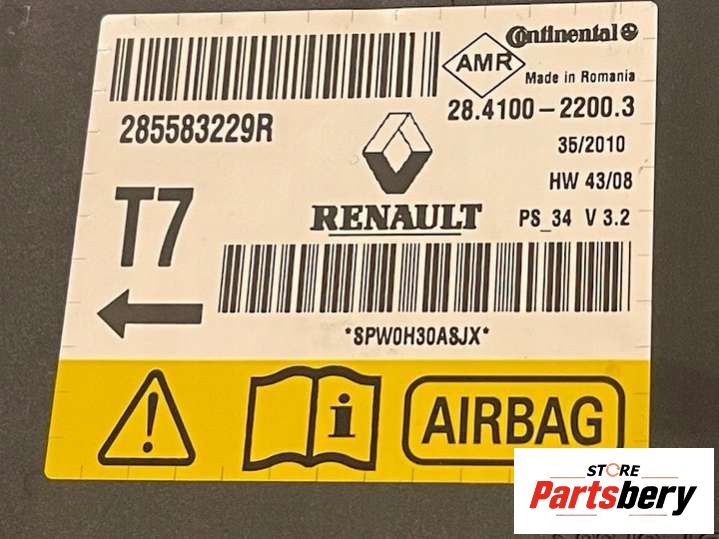 Continental
AMR
Made in Romania
285583229R
28.4100-2200.3
35/2010
HW 43/08
T7
RENAULT
PS_34 V 3.2
*SPW0H30A8JX*
i
AIRBAG
STORE
Partsbery